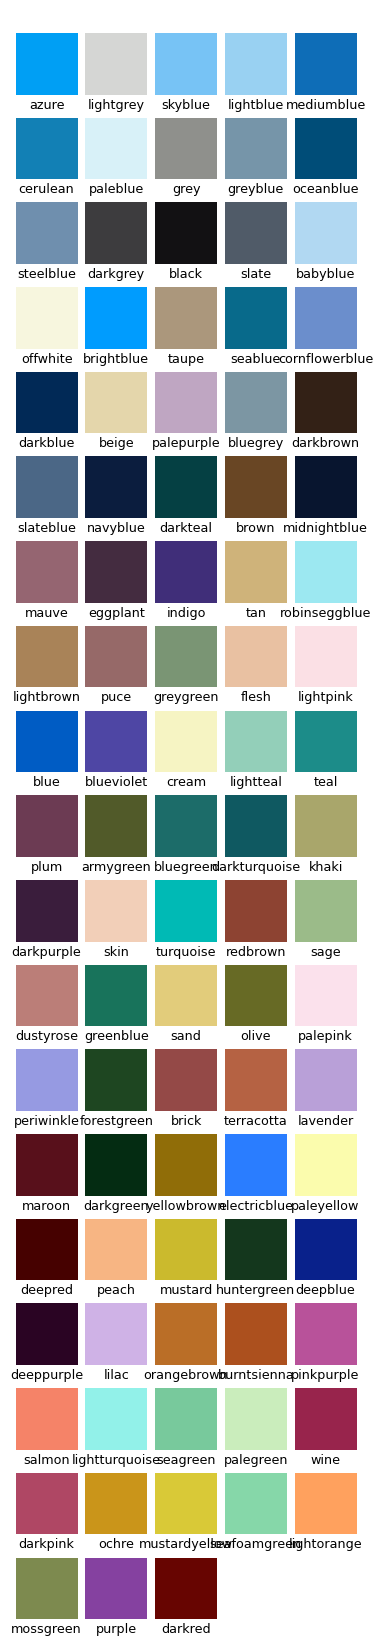 azure lightgrey skyblue lightblue mediumblue
cerulean paleblue grey greyblue oceanblue
steelblue darkgrey black slate babyblue
offwhite brightblue taupe seablue cornflowerblue
darkblue beige palepurple bluegrey darkbrown
slateblue navyblue darkteal brown midnightblue
mauve eggplant indigo tan robinseggblue
lightbrown puce greygreen flesh lightpink
blue blueviolet cream lightteal teal
plum armygreen bluegreen darkturquoise khaki
darkpurple skin turquoise redbrown sage
dustyrose greenblue sand olive palepink
periwinkle forestgreen brick terracotta lavender
maroon darkgreen yellowbrown electricblue paleyellow
deepred peach mustard huntergreen deepblue
deeppurple lilac orangebrown burntsienna pinkpurple
salmon lightturquoise seagreen palegreen wine
darkpink ochre mustardyellow seafoamgreen lightorange
mossgreen purple darkred